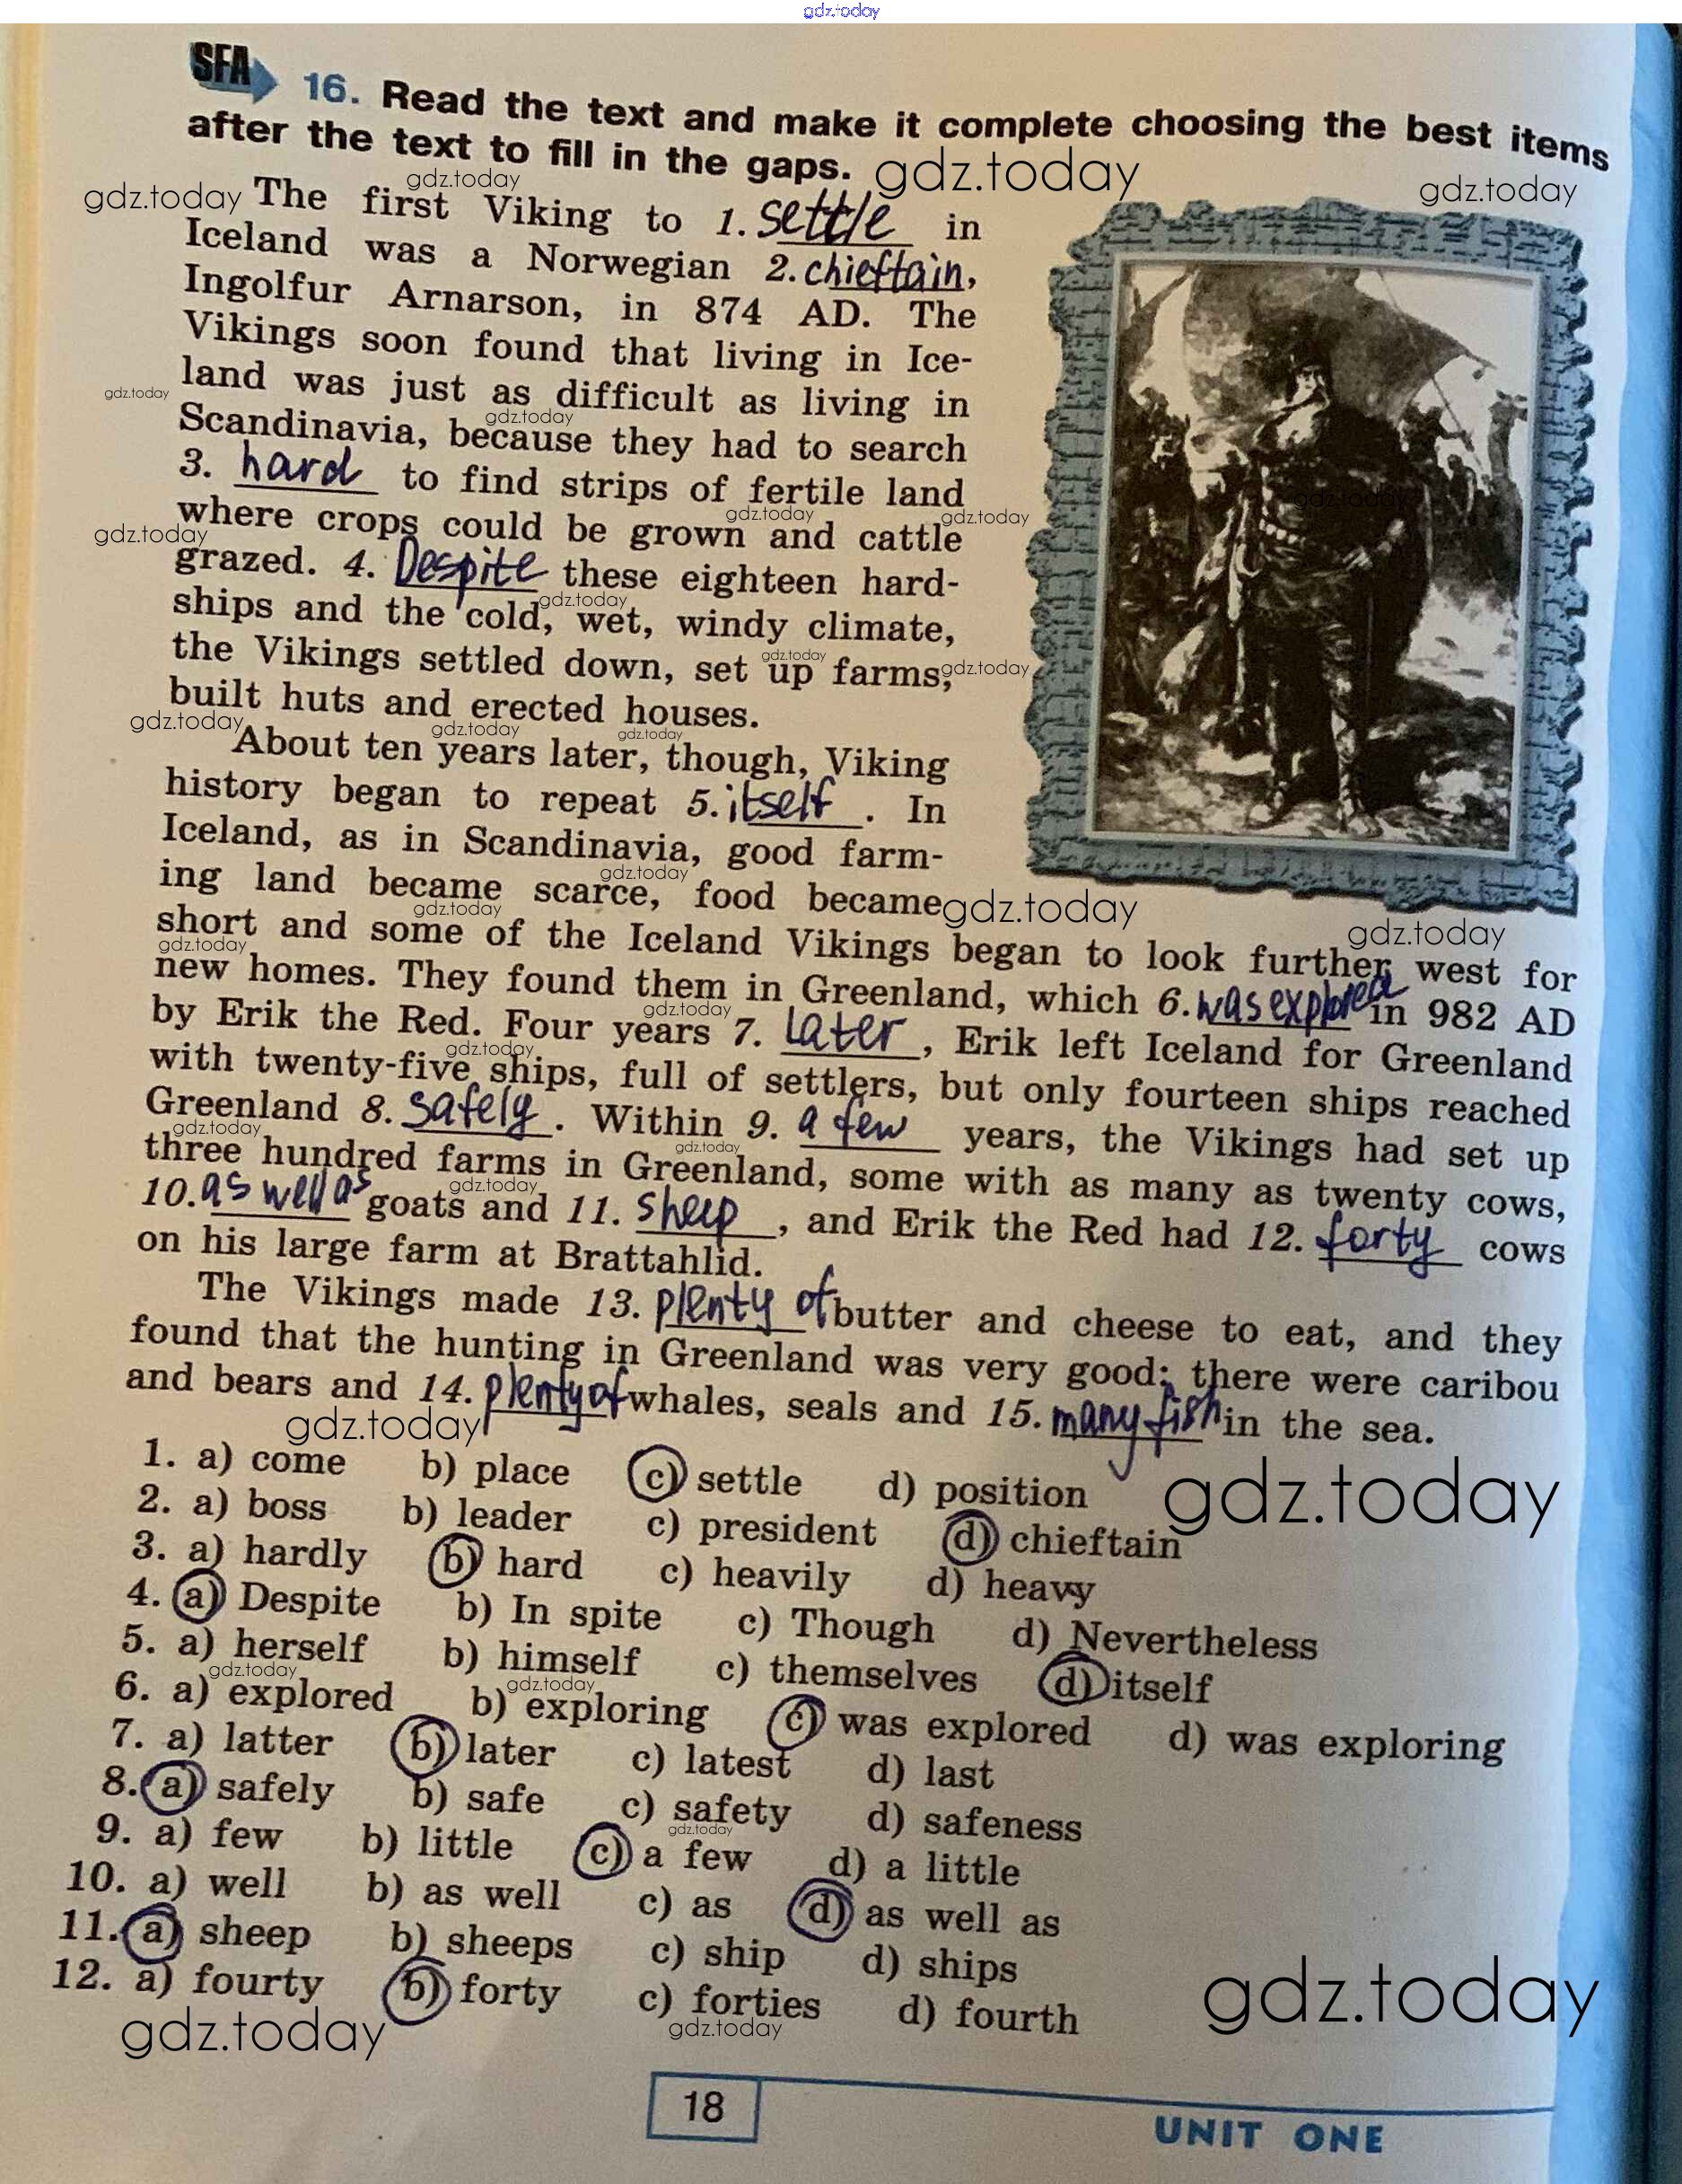 gdz.today
SFA 16. Read the text and make it complete choosing the best items
after the text to fill in the gaps.
The first Viking to 1. settle in
Iceland was a Norwegian 2. chieftain,
Ingolfur Arnarson, in 874 AD. The
Vikings soon found that living in Ice-
land was just as difficult as living in
Scandinavia, because they had to search
3. hard to find strips of fertile land
where crops could be grown and cattle
grazed. 4. Despite these eighteen hard-
ships and the cold, wet, windy climate,
the Vikings settled down, set up farms,
built huts and erected houses.
About ten years later, though, Viking
history began to repeat 5. itself. In
Iceland, as in Scandinavia, good farm-
ing land became scarce, food became
short and some of the Iceland Vikings began to look further west for
new homes. They found them in Greenland, which 6. was explored in 982 AD
by Erik the Red. Four years 7. later, Erik left Iceland for Greenland
with twenty-five ships, full of settlers, but only fourteen ships reached
Greenland 8. safely. Within 9. a few years, the Vikings had set up
three hundred farms in Greenland, some with as many as twenty cows,
10. as well as goats and 11. sheep, and Erik the Red had 12. forty cows
on his large farm at Brattahlid.
The Vikings made 13. plenty of butter and cheese to eat, and they
found that the hunting in Greenland was very good: there were caribou
and bears and 14. plenty of whales, seals and 15. many fish in the sea.
1. a) come b) place c) settle d) position
2. a) boss b) leader c) president d) chieftain
3. a) hardly b) hard c) heavily d) heavy
4. a) Despite b) In spite c) Though d) Nevertheless
5. a) herself b) himself c) themselves d) itself
6. a) explored b) exploring c) was explored d) was exploring
7. a) latter b) later c) latest d) last
8. a) safely b) safe c) safety d) safeness
9. a) few b) little c) a few d) a little
10. a) well b) as well c) as d) as well as
11. a) sheep b) sheeps c) ship d) ships
12. a) fourty b) forty c) forties d) fourth
18
UNIT ONE